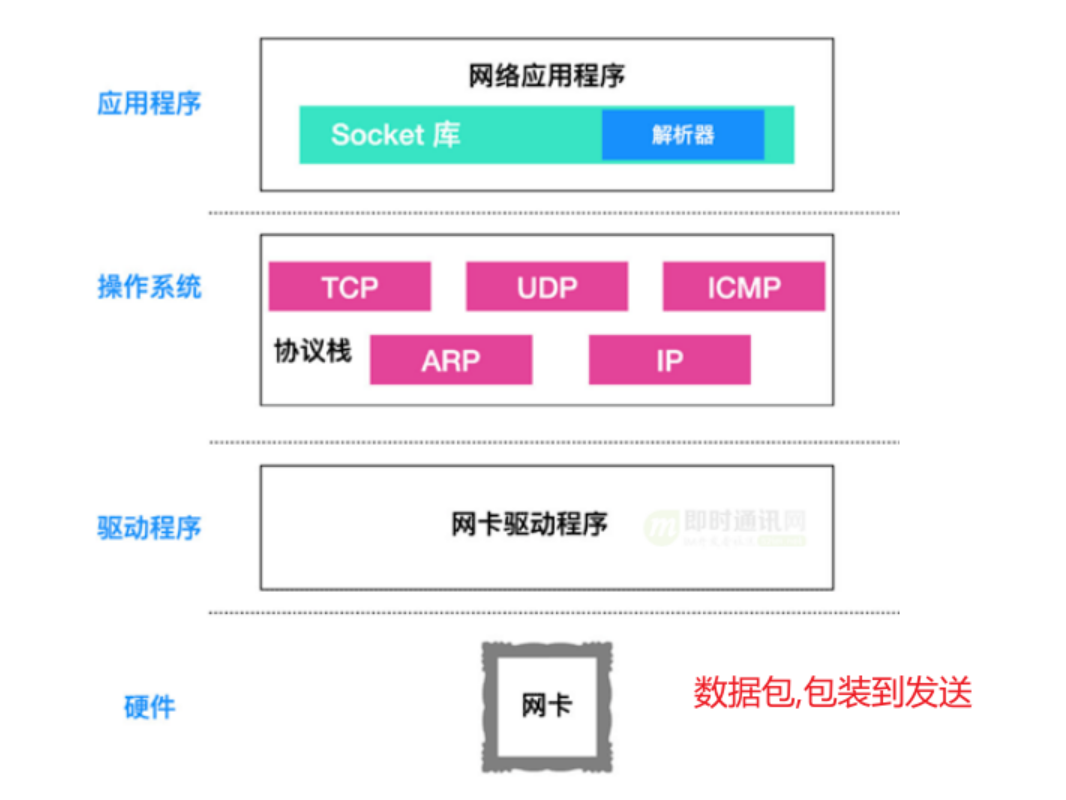 网络应用程序
应用程序
Socket 库
解析器
操作系统
TCP
UDP
ICMP
协议栈
ARP
IP
驱动程序
网卡驱动程序
即时通讯网
硬件
网卡
数据包,包装到发送